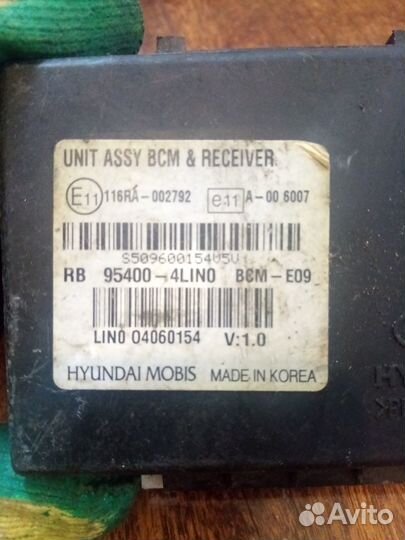 UNIT ASSY BCM & RECEIVER
E11 116RA-002792 e11 A-00 6007
S509600154V5V
RB 95400-4LIN0 BCM-E09
LIN0 04060154 V:1.0
HYUNDAI MOBIS MADE IN KOREA
Avito